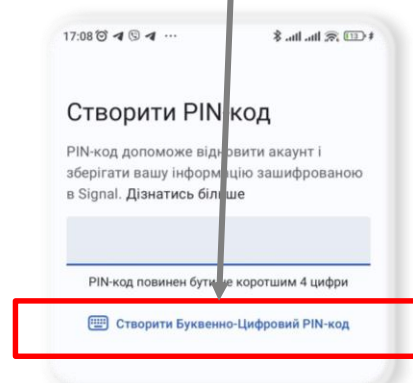 17:08
Створити PIN-код
PIN-код допоможе відновити акаунт і
зберігати вашу інформацію зашифрованою
в Signal. Дізнатись більше
PIN-код повинен бути не коротшим 4 цифри
Створити Буквенно-Цифровий PIN-код